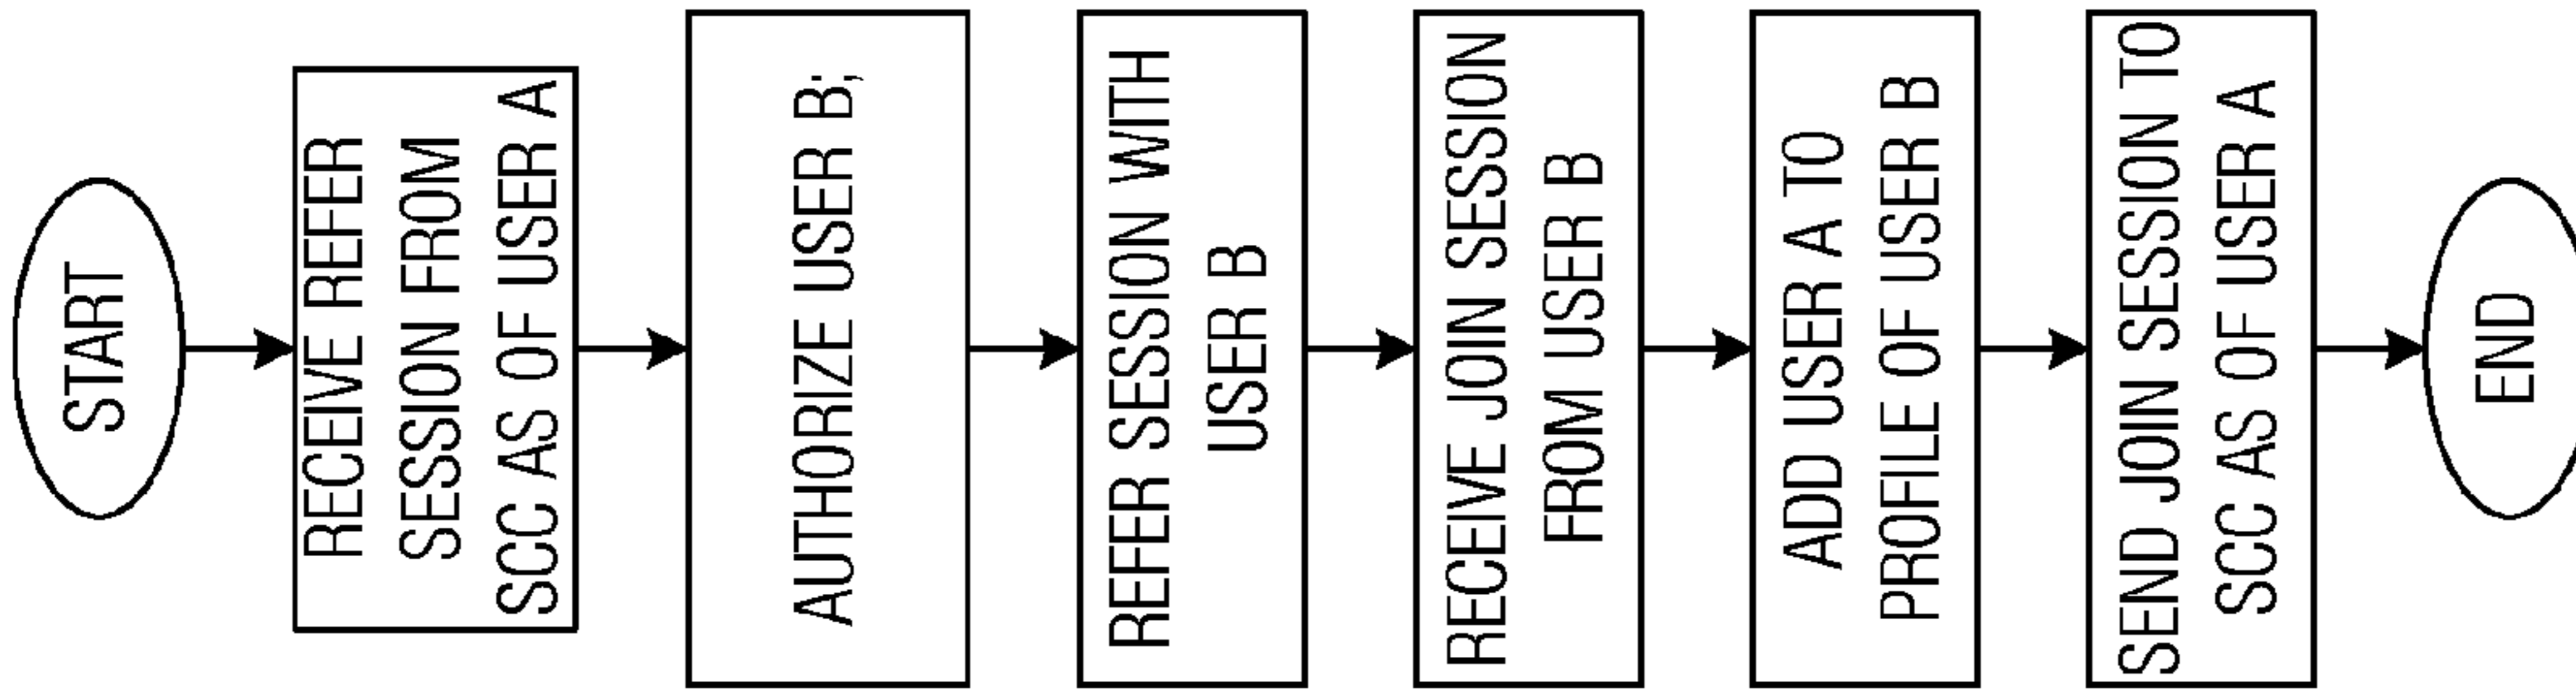 START
RECEIVE REFER
SESSION FROM
SCC AS OF USER A
AUTHORIZE USER B;
REFER SESSION WITH
USER B
RECEIVE JOIN SESSION
FROM USER B
ADD USER A TO
PROFILE OF USER B
SEND JOIN SESSION TO
SCC AS OF USER A
END